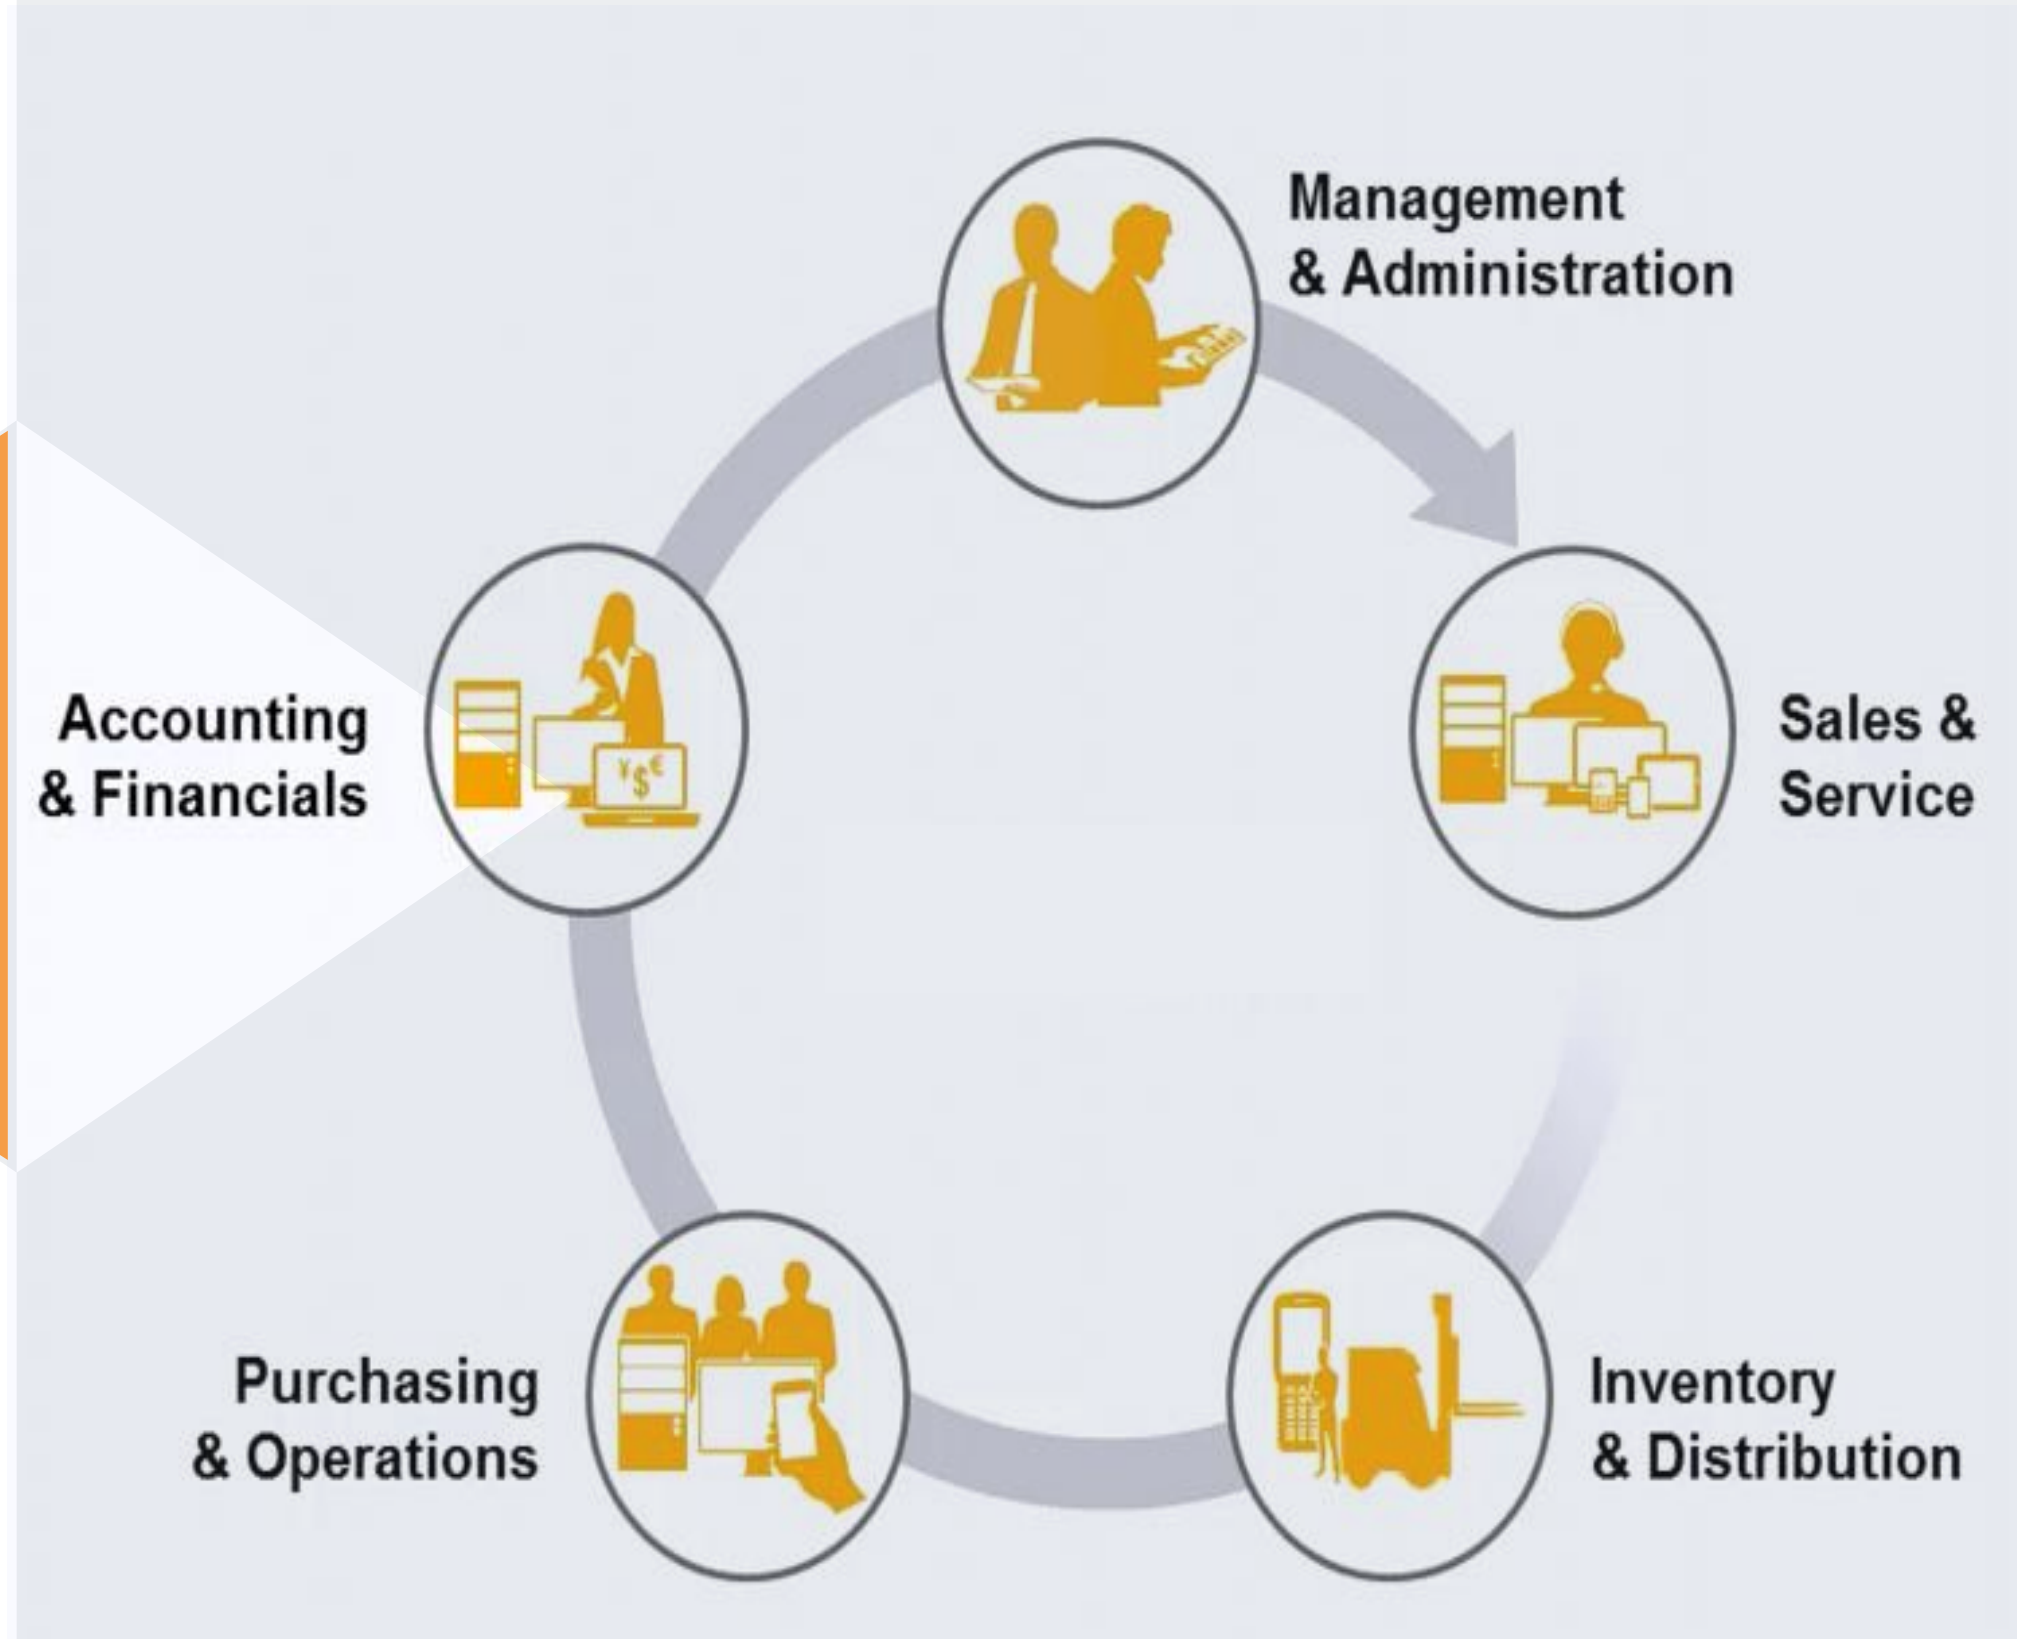 Management
& Administration
Sales &
Service
Inventory
& Distribution
Purchasing
& Operations
Accounting
& Financials
¥$€